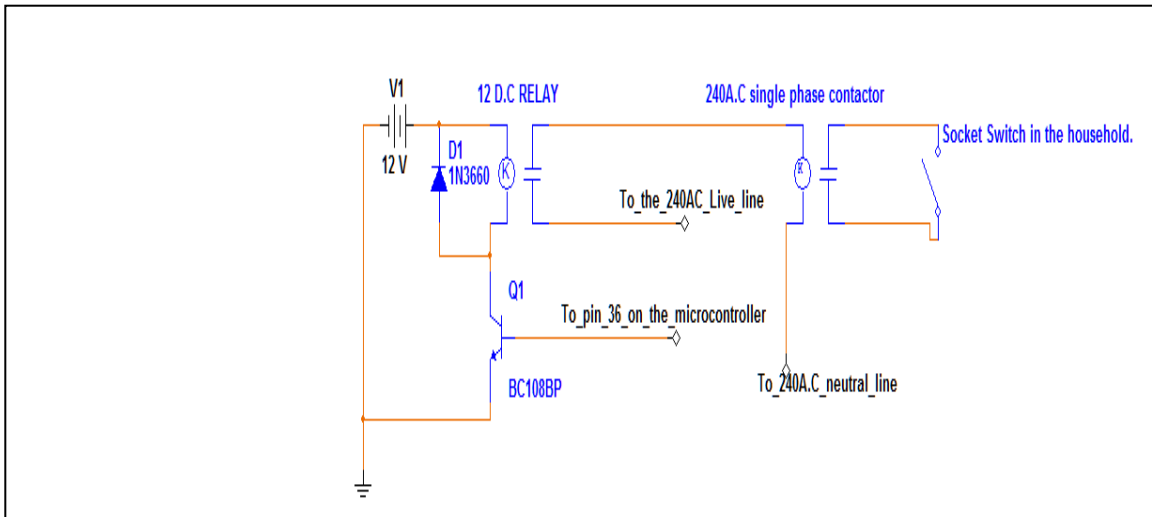 V1
12 V
D1
1N3660
12 D.C RELAY
K
240A.C single phase contactor
K
Socket Switch in the household.
To_the_240AC_Live_line
Q1
BC108BP
To_pin_36_on_the_microcontroller
To_240A.C_neutral_line